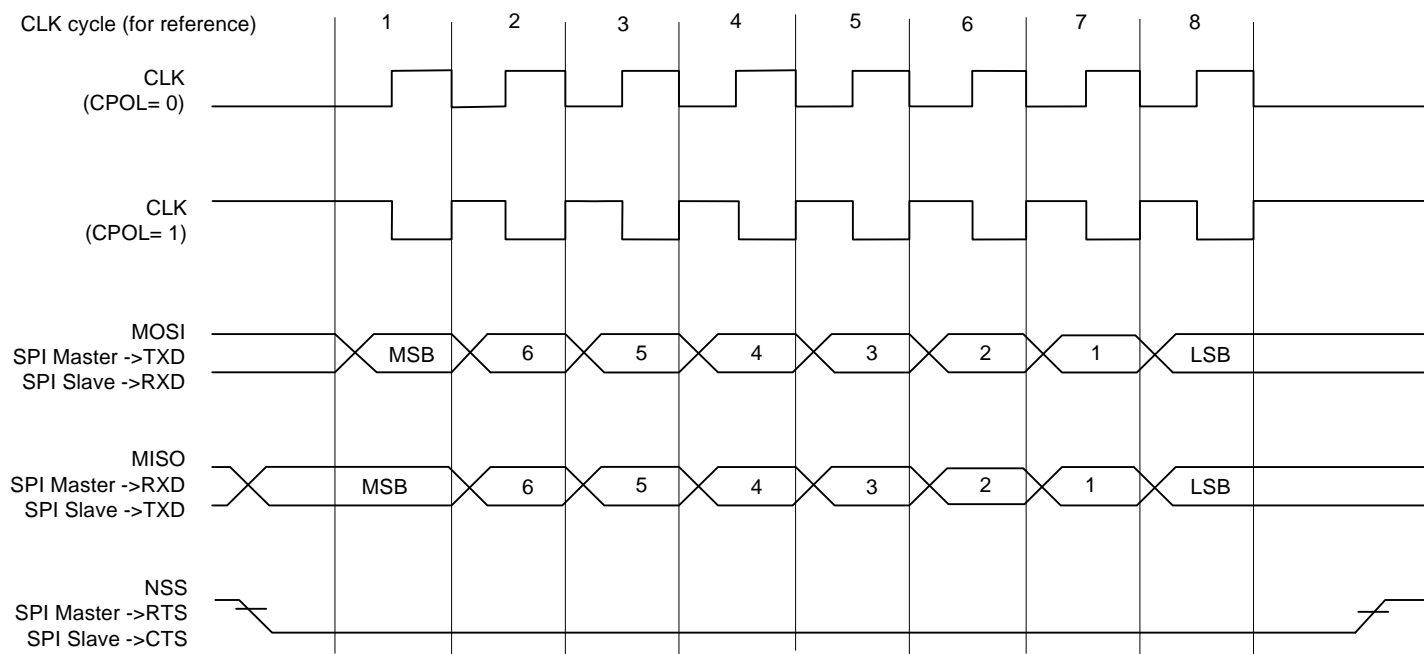 CLK cycle (for reference) 1 2 3 4 5 6 7 8
CLK
(CPOL= 0)
CLK
(CPOL= 1)
MOSI
SPI Master ->TXD
SPI Slave ->RXD
MSB 6 5 4 3 2 1 LSB
MISO
SPI Master ->RXD
SPI Slave ->TXD
MSB 6 5 4 3 2 1 LSB
NSS
SPI Master ->RTS
SPI Slave ->CTS